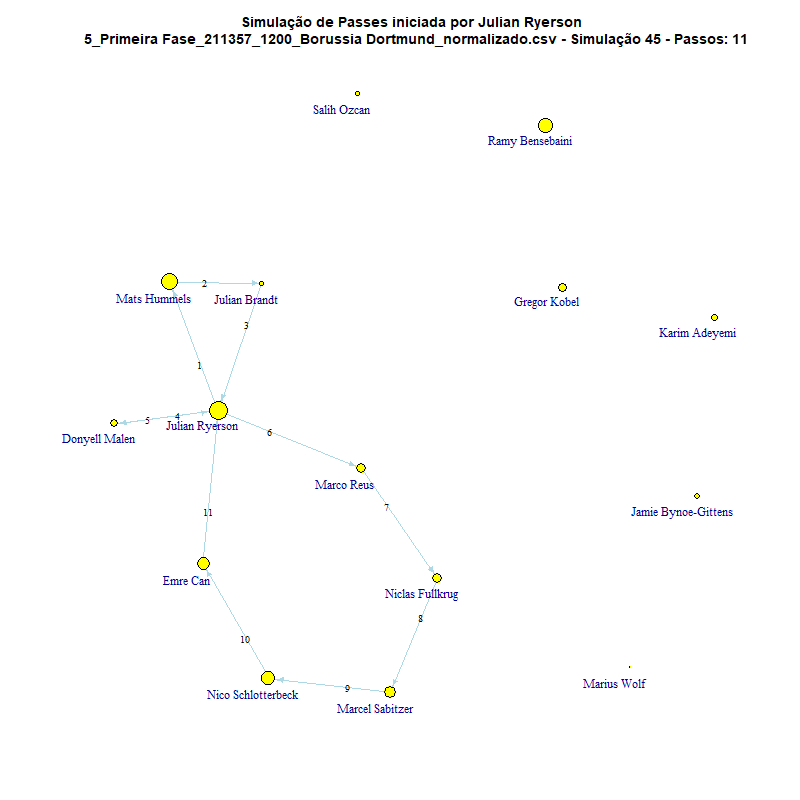 Simulação de Passes iniciada por Julian Ryerson
5_Primeira Fase_211357_1200_Borussia Dortmund_normalizado.csv - Simulação 45 - Passos: 11
Salih Ozcan
Ramy Bensebaini
2
Mats Hummels
Julian Brandt
Gregor Kobel
3
Karim Adeyemi
1
5
4
Julian Ryerson
Donyell Malen
6
Marco Reus
7
11
Jamie Bynoe-Gittens
Emre Can
Niclas Fullkrug
8
10
Marius Wolf
9
Nico Schlotterbeck
Marcel Sabitzer